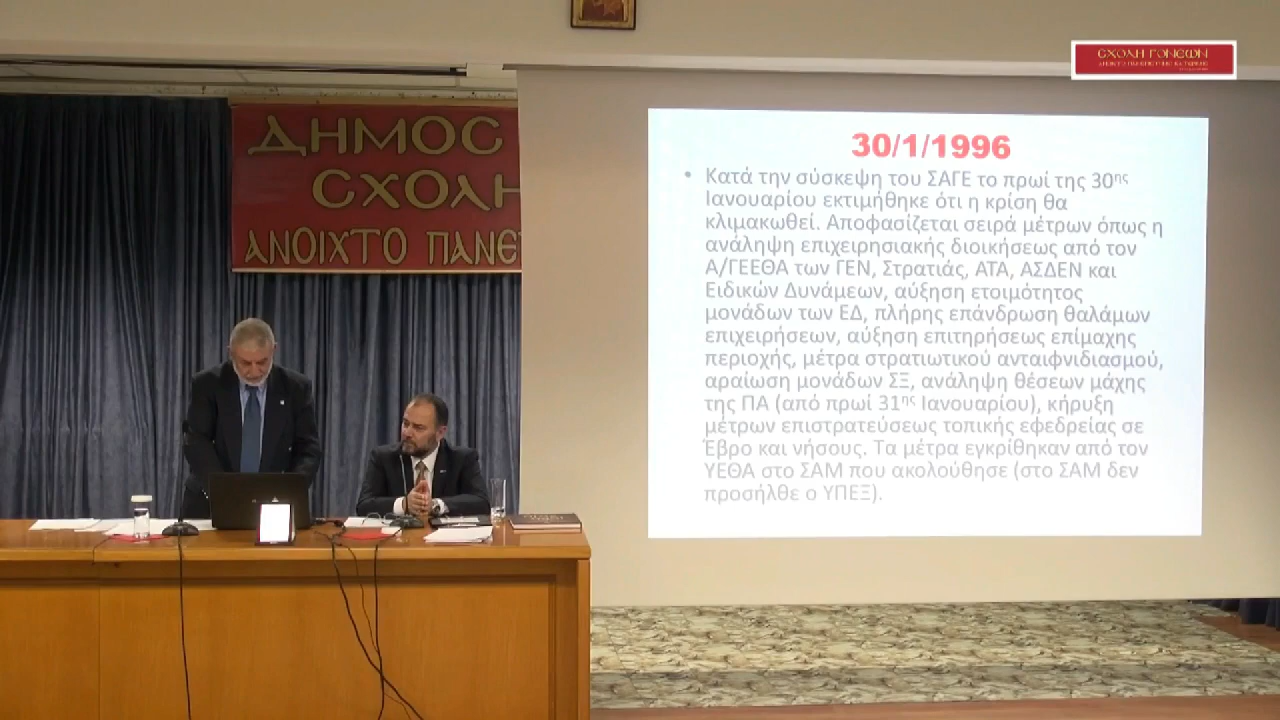 ΣΧΟΛΗ ΓΟΝΕΩΝ
ΔΗΜΟΣ
ΣΧΟΛΗ
ΑΝΟΙΧΤΟ ΠΑΝΕ
30/1/1996
• Κατά την σύσκεψη του ΣΑΓΕ το πρωί της 30ης
Ιανουαρίου εκτιμήθηκε ότι η κρίση θα
κλιμακωθεί. Αποφασίζεται σειρά μέτρων όπως η
ανάληψη επιχειρησιακής διοικήσεως από τον
Α/ΓΕΕΘΑ των ΓΕΝ, Στρατιάς, ΑΤΑ, ΑΣΔΕΝ και
Ειδικών Δυνάμεων, αύξηση ετοιμότητος
μονάδων των ΕΔ, πλήρης επάνδρωση θαλάμων
επιχειρήσεων, αύξηση επιτηρήσεως επίμαχης
περιοχής, μέτρα στρατιωτικού ανταιφνιδιασμού,
αραίωση μονάδων ΣΞ, ανάληψη θέσεων μάχης
της ΠΑ (από πρωί 31ης Ιανουαρίου), κήρυξη
μέτρων επιστρατεύσεως τοπικής εφεδρείας σε
Έβρο και νήσους. Τα μέτρα εγκρίθηκαν από τον
ΥΕΘΑ στο ΣΑΜ που ακολούθησε (στο ΣΑΜ δεν
προσήλθε ο ΥΠΕΞ).